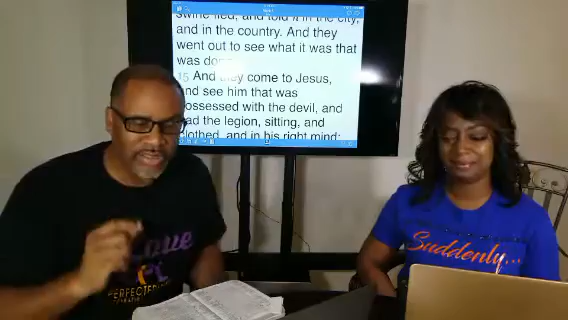 swine fled, and told it in the city,
and in the country. And they
went out to see what it was that
was done.
15 And they come to Jesus,
and see him that was
possessed with the devil, and
had the legion, sitting, and
clothed, and in his right mind:
Love
PERFECTED
Suddenly...